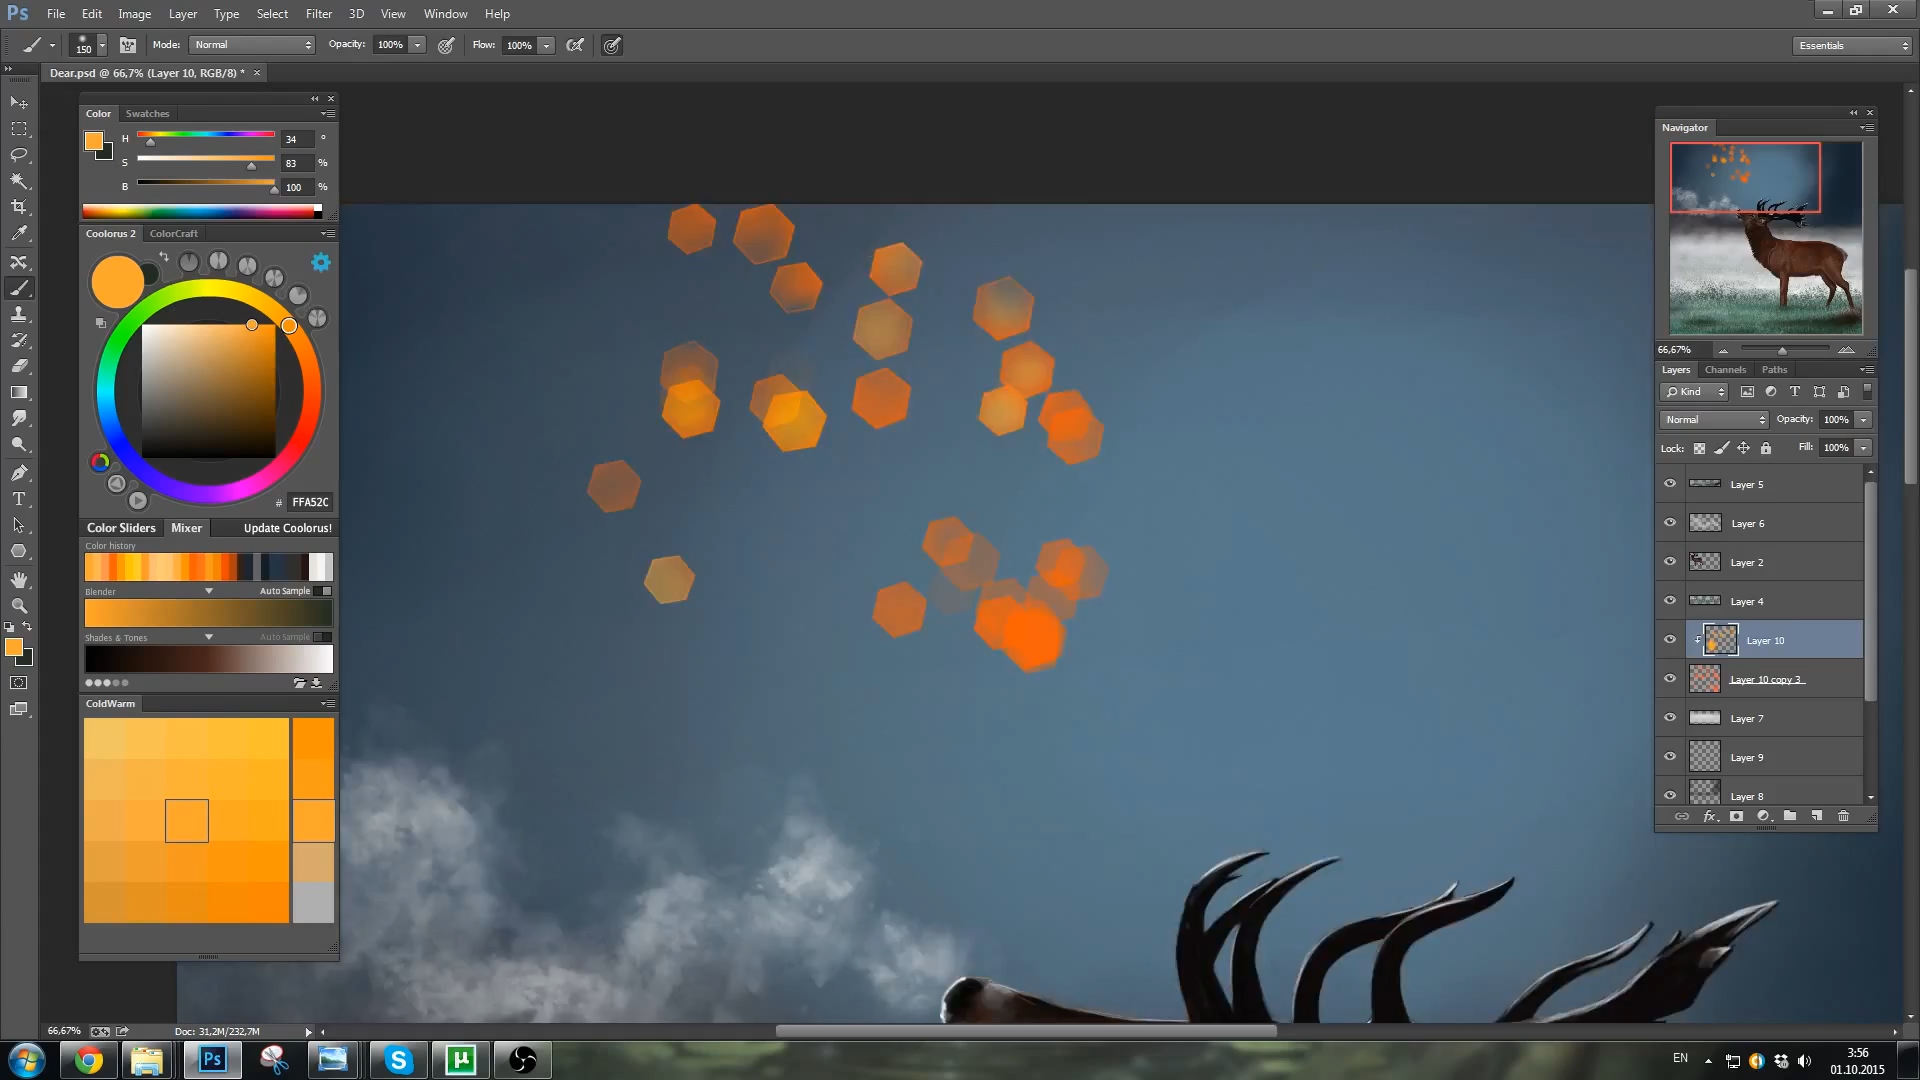 Ps File Edit Image Layer Type Select Filter 3D View Window Help
150 Mode: Normal Opacity: 100% Flow: 100% Essentials
Dear.psd @ 66,7% (Layer 10, RGB/8) * ×
Color Swatches
H 34 °
S 83 %
B 100 %
Coolorus 2 ColorCraft
# FFA52C
Color Sliders Mixer Update Coolorus!
Color history
Blender Auto Sample
Shades & Tones Auto Sample
ColdWarm
Navigator
66,67%
Layers Channels Paths
Kind T
Normal Opacity: 100%
Lock: Fill: 100%
Layer 5
Layer 6
Layer 2
Layer 4
Layer 10
Layer 10 copy 3
Layer 7
Layer 9
Layer 8
fx
66,67% Doc: 31,2M/232,7M
Ps S µ EN 3:56
01.10.2015